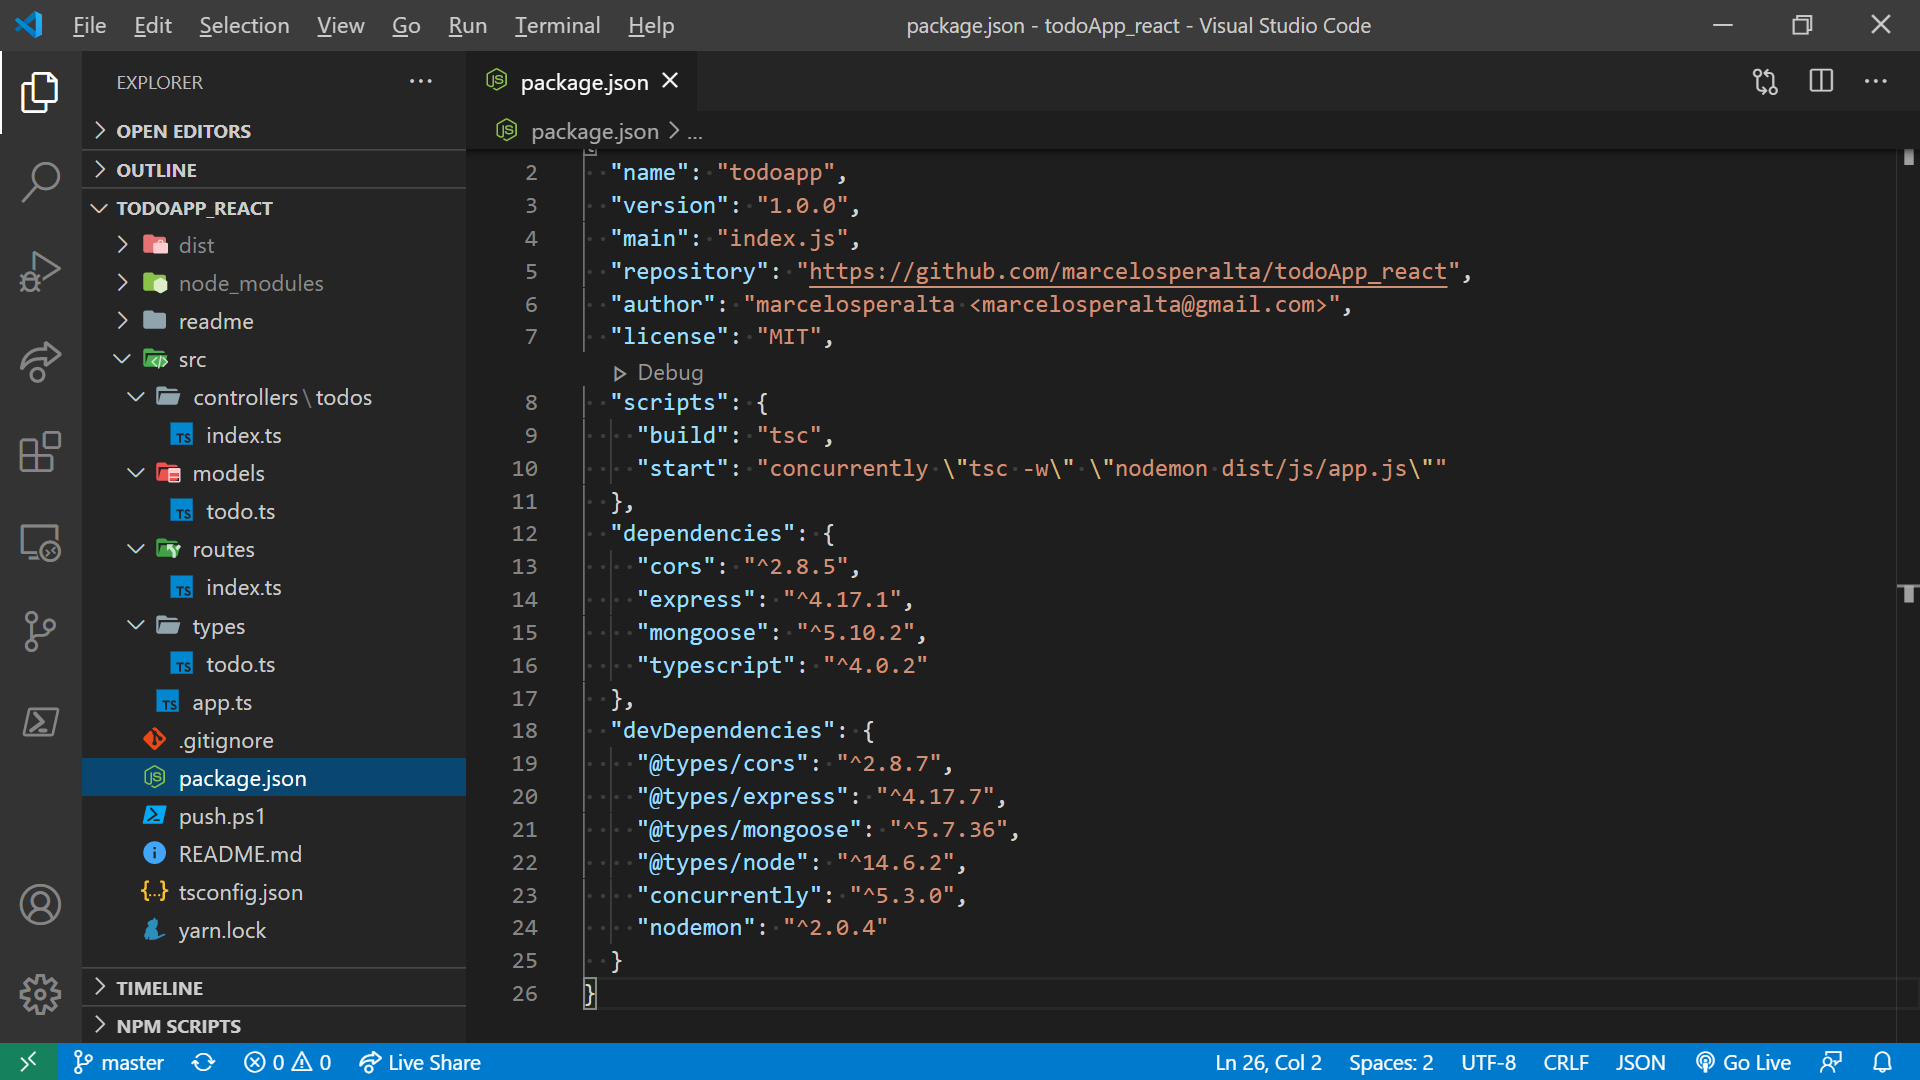 File Edit Selection View Go Run Terminal Help
package.json - todoApp_react - Visual Studio Code
EXPLORER
OPEN EDITORS
OUTLINE
TODOAPP_REACT
dist
node_modules
readme
src
controllers \ todos
index.ts
models
todo.ts
routes
index.ts
types
todo.ts
app.ts
.gitignore
package.json
push.ps1
README.md
tsconfig.json
yarn.lock
TIMELINE
NPM SCRIPTS
package.json
package.json > ...
2 "name": "todoapp",
3 "version": "1.0.0",
4 "main": "index.js",
5 "repository": "https://github.com/marcelosperalta/todoApp_react",
6 "author": "marcelosperalta <marcelosperalta@gmail.com>",
7 "license": "MIT",
Debug
8 "scripts": {
9 "build": "tsc",
10 "start": "concurrently \"tsc -w\" \"nodemon dist/js/app.js\""
11 },
12 "dependencies": {
13 "cors": "^2.8.5",
14 "express": "^4.17.1",
15 "mongoose": "^5.10.2",
16 "typescript": "^4.0.2"
17 },
18 "devDependencies": {
19 "@types/cors": "^2.8.7",
20 "@types/express": "^4.17.7",
21 "@types/mongoose": "^5.7.36",
22 "@types/node": "^14.6.2",
23 "concurrently": "^5.3.0",
24 "nodemon": "^2.0.4"
25 }
26 }
master 0 0 Live Share
Ln 26, Col 2 Spaces: 2 UTF-8 CRLF JSON Go Live